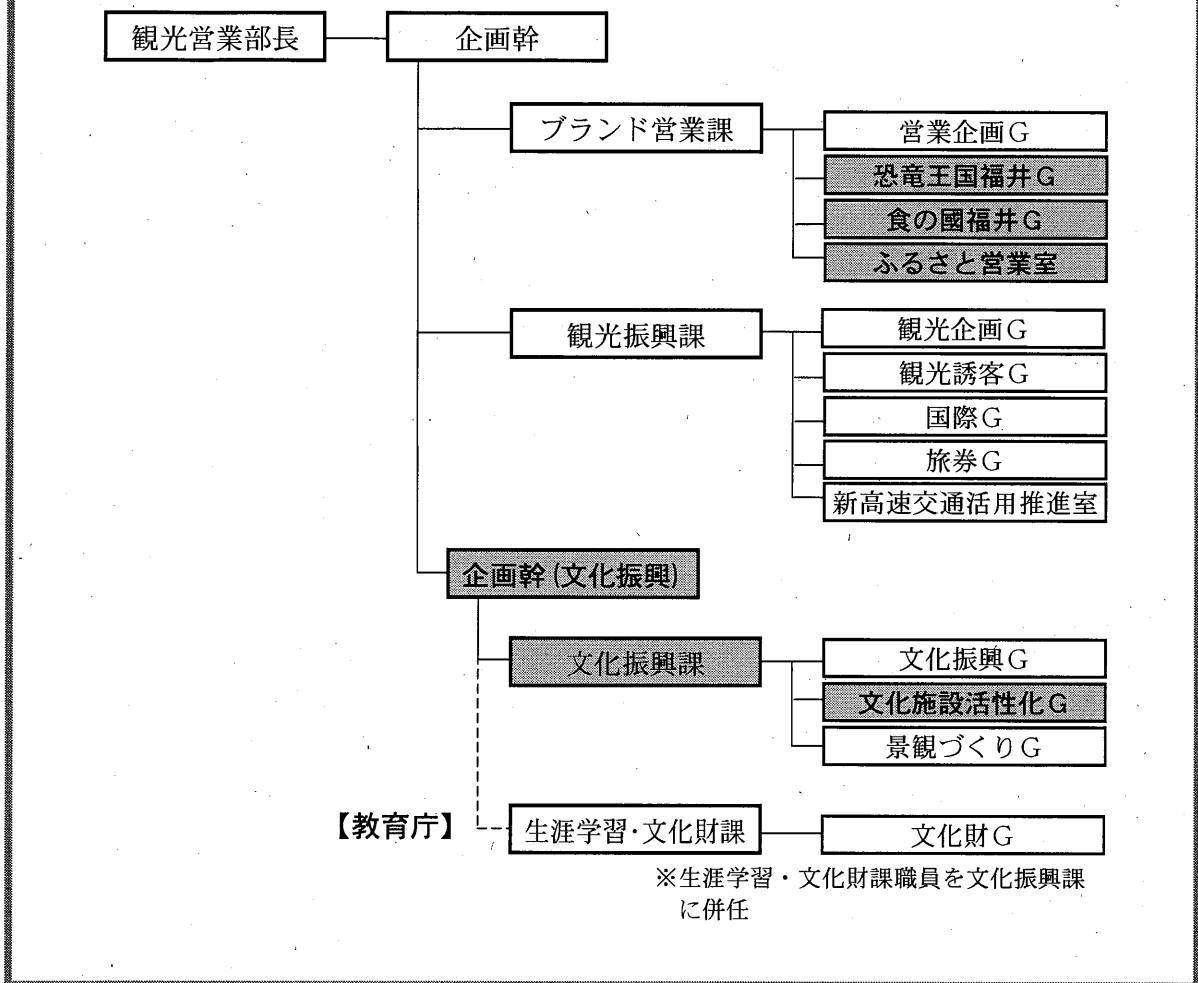 観光営業部長
企画幹
ブランド営業課
営業企画G
恐竜王国福井G
食の國福井G
ふるさと営業室
観光振興課
観光企画G
観光誘客G
国際G
旅券G
新高速交通活用推進室
企画幹(文化振興)
文化振興課
文化振興G
文化施設活性化G
景観づくりG
【教育庁】
生涯学習・文化財課
文化財G
※生涯学習・文化財課職員を文化振興課
に併任